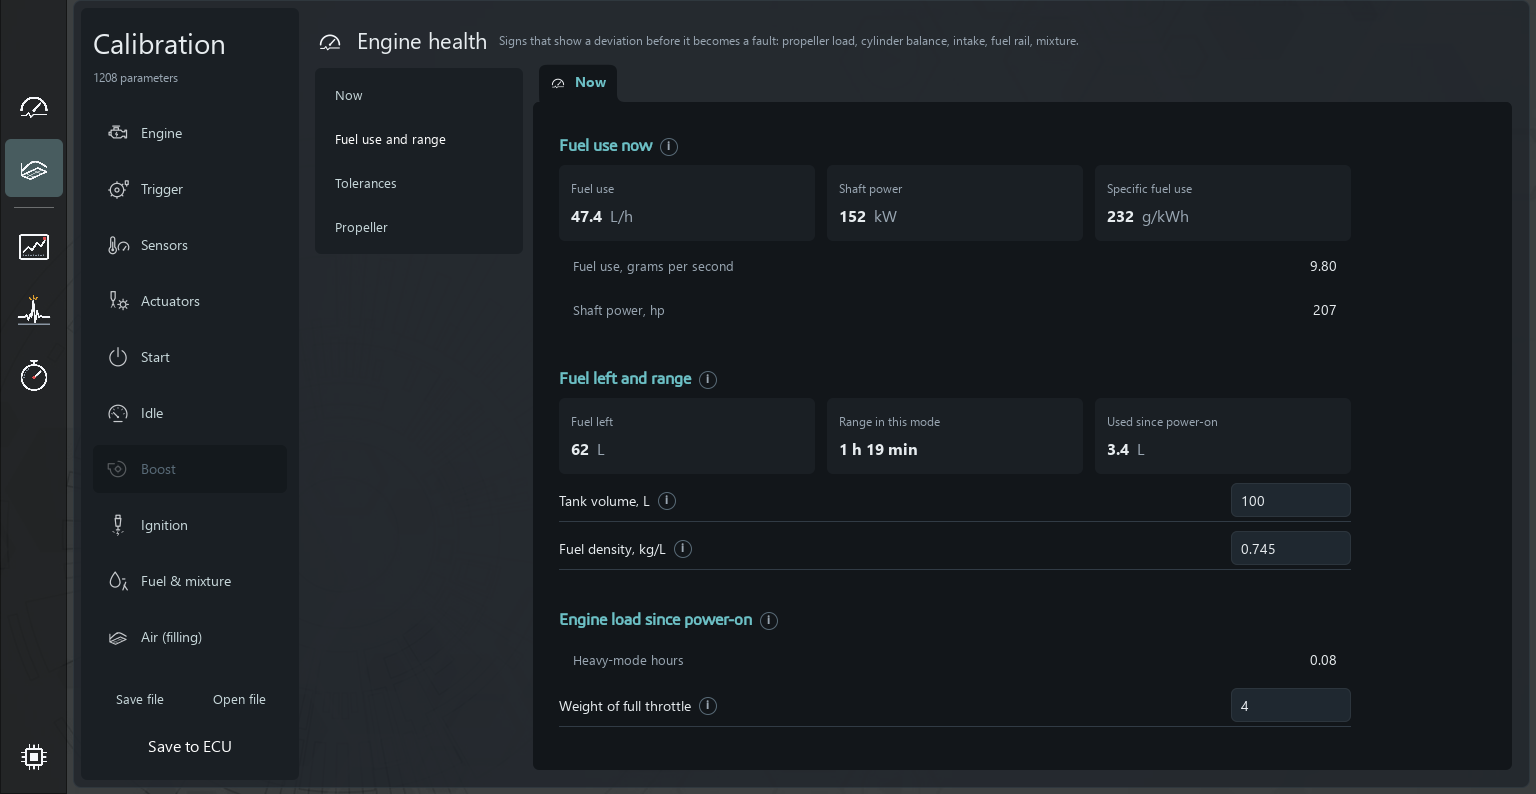 Calibration
1208 parameters
Engine
Trigger
Sensors
Actuators
Start
Idle
Boost
Ignition
Fuel & mixture
Air (filling)
Save file
Open file
Save to ECU
Engine health
Signs that show a deviation before it becomes a fault: propeller load, cylinder balance, intake, fuel rail, mixture.
Now
Fuel use and range
Tolerances
Propeller
Now
Fuel use now
Fuel use
47.4 L/h
Shaft power
152 kW
Specific fuel use
232 g/kWh
Fuel use, grams per second
9.80
Shaft power, hp
207
Fuel left and range
Fuel left
62 L
Range in this mode
1 h 19 min
Used since power-on
3.4 L
Tank volume, L
100
Fuel density, kg/L
0.745
Engine load since power-on
Heavy-mode hours
0.08
Weight of full throttle
4